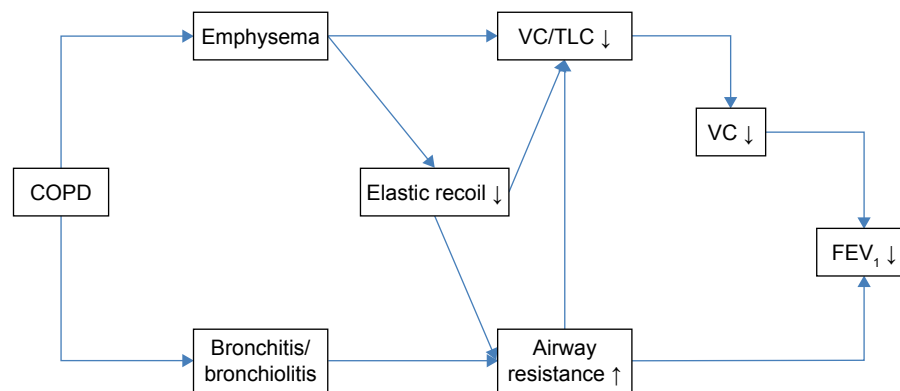 Emphysema
VC/TLC ↓
VC ↓
COPD
Elastic recoil ↓
FEV₁ ↓
Bronchitis/
bronchiolitis
Airway
resistance ↑